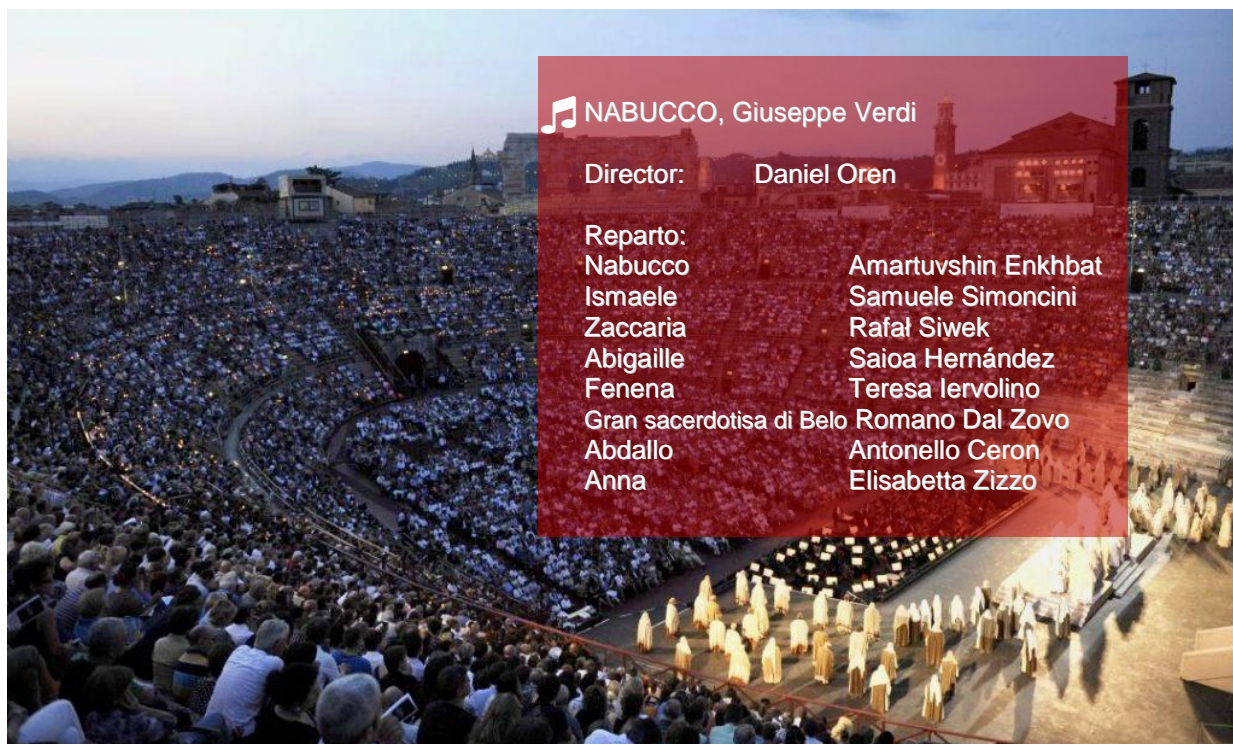 NABUCCO, Giuseppe Verdi
Director: Daniel Oren
Reparto:
Nabucco Amartuvshin Enkhbat
Ismaele Samuele Simoncini
Zaccaria Rafał Siwek
Abigaille Saioa Hernández
Fenena Teresa Iervolino
Gran sacerdotisa di Belo Romano Dal Zovo
Abdallo Antonello Ceron
Anna Elisabetta Zizzo